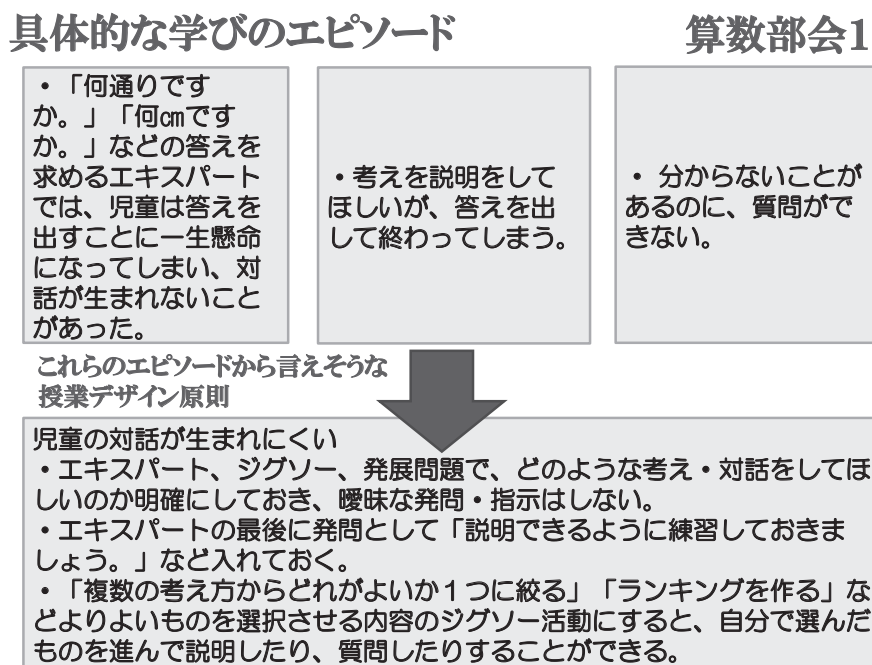 具体的な学びのエピソード
算数部会1
・「何通りです
か。」「何㎝です
か。」などの答えを
求めるエキスパート
では、児童は答えを
出すことに一生懸命
になってしまい、対
話が生まれないこと
があった。
・考えを説明をして
ほしいが、答えを出
して終わってしまう。
・ 分からないことが
あるのに、質問がで
きない。
これらのエピソードから言えそうな
授業デザイン原則
児童の対話が生まれにくい
・エキスパート、ジグソー、発展問題で、どのような考え・対話をしてほ
しいのか明確にしておき、曖昧な発問・指示はしない。
・エキスパートの最後に発問として「説明できるように練習しておきま
しょう。」など入れておく。
・「複数の考え方からどれがよいか１つに絞る」「ランキングを作る」な
どよりよいものを選択させる内容のジグソー活動にすると、自分で選んだ
ものを進んで説明したり、質問したりすることができる。